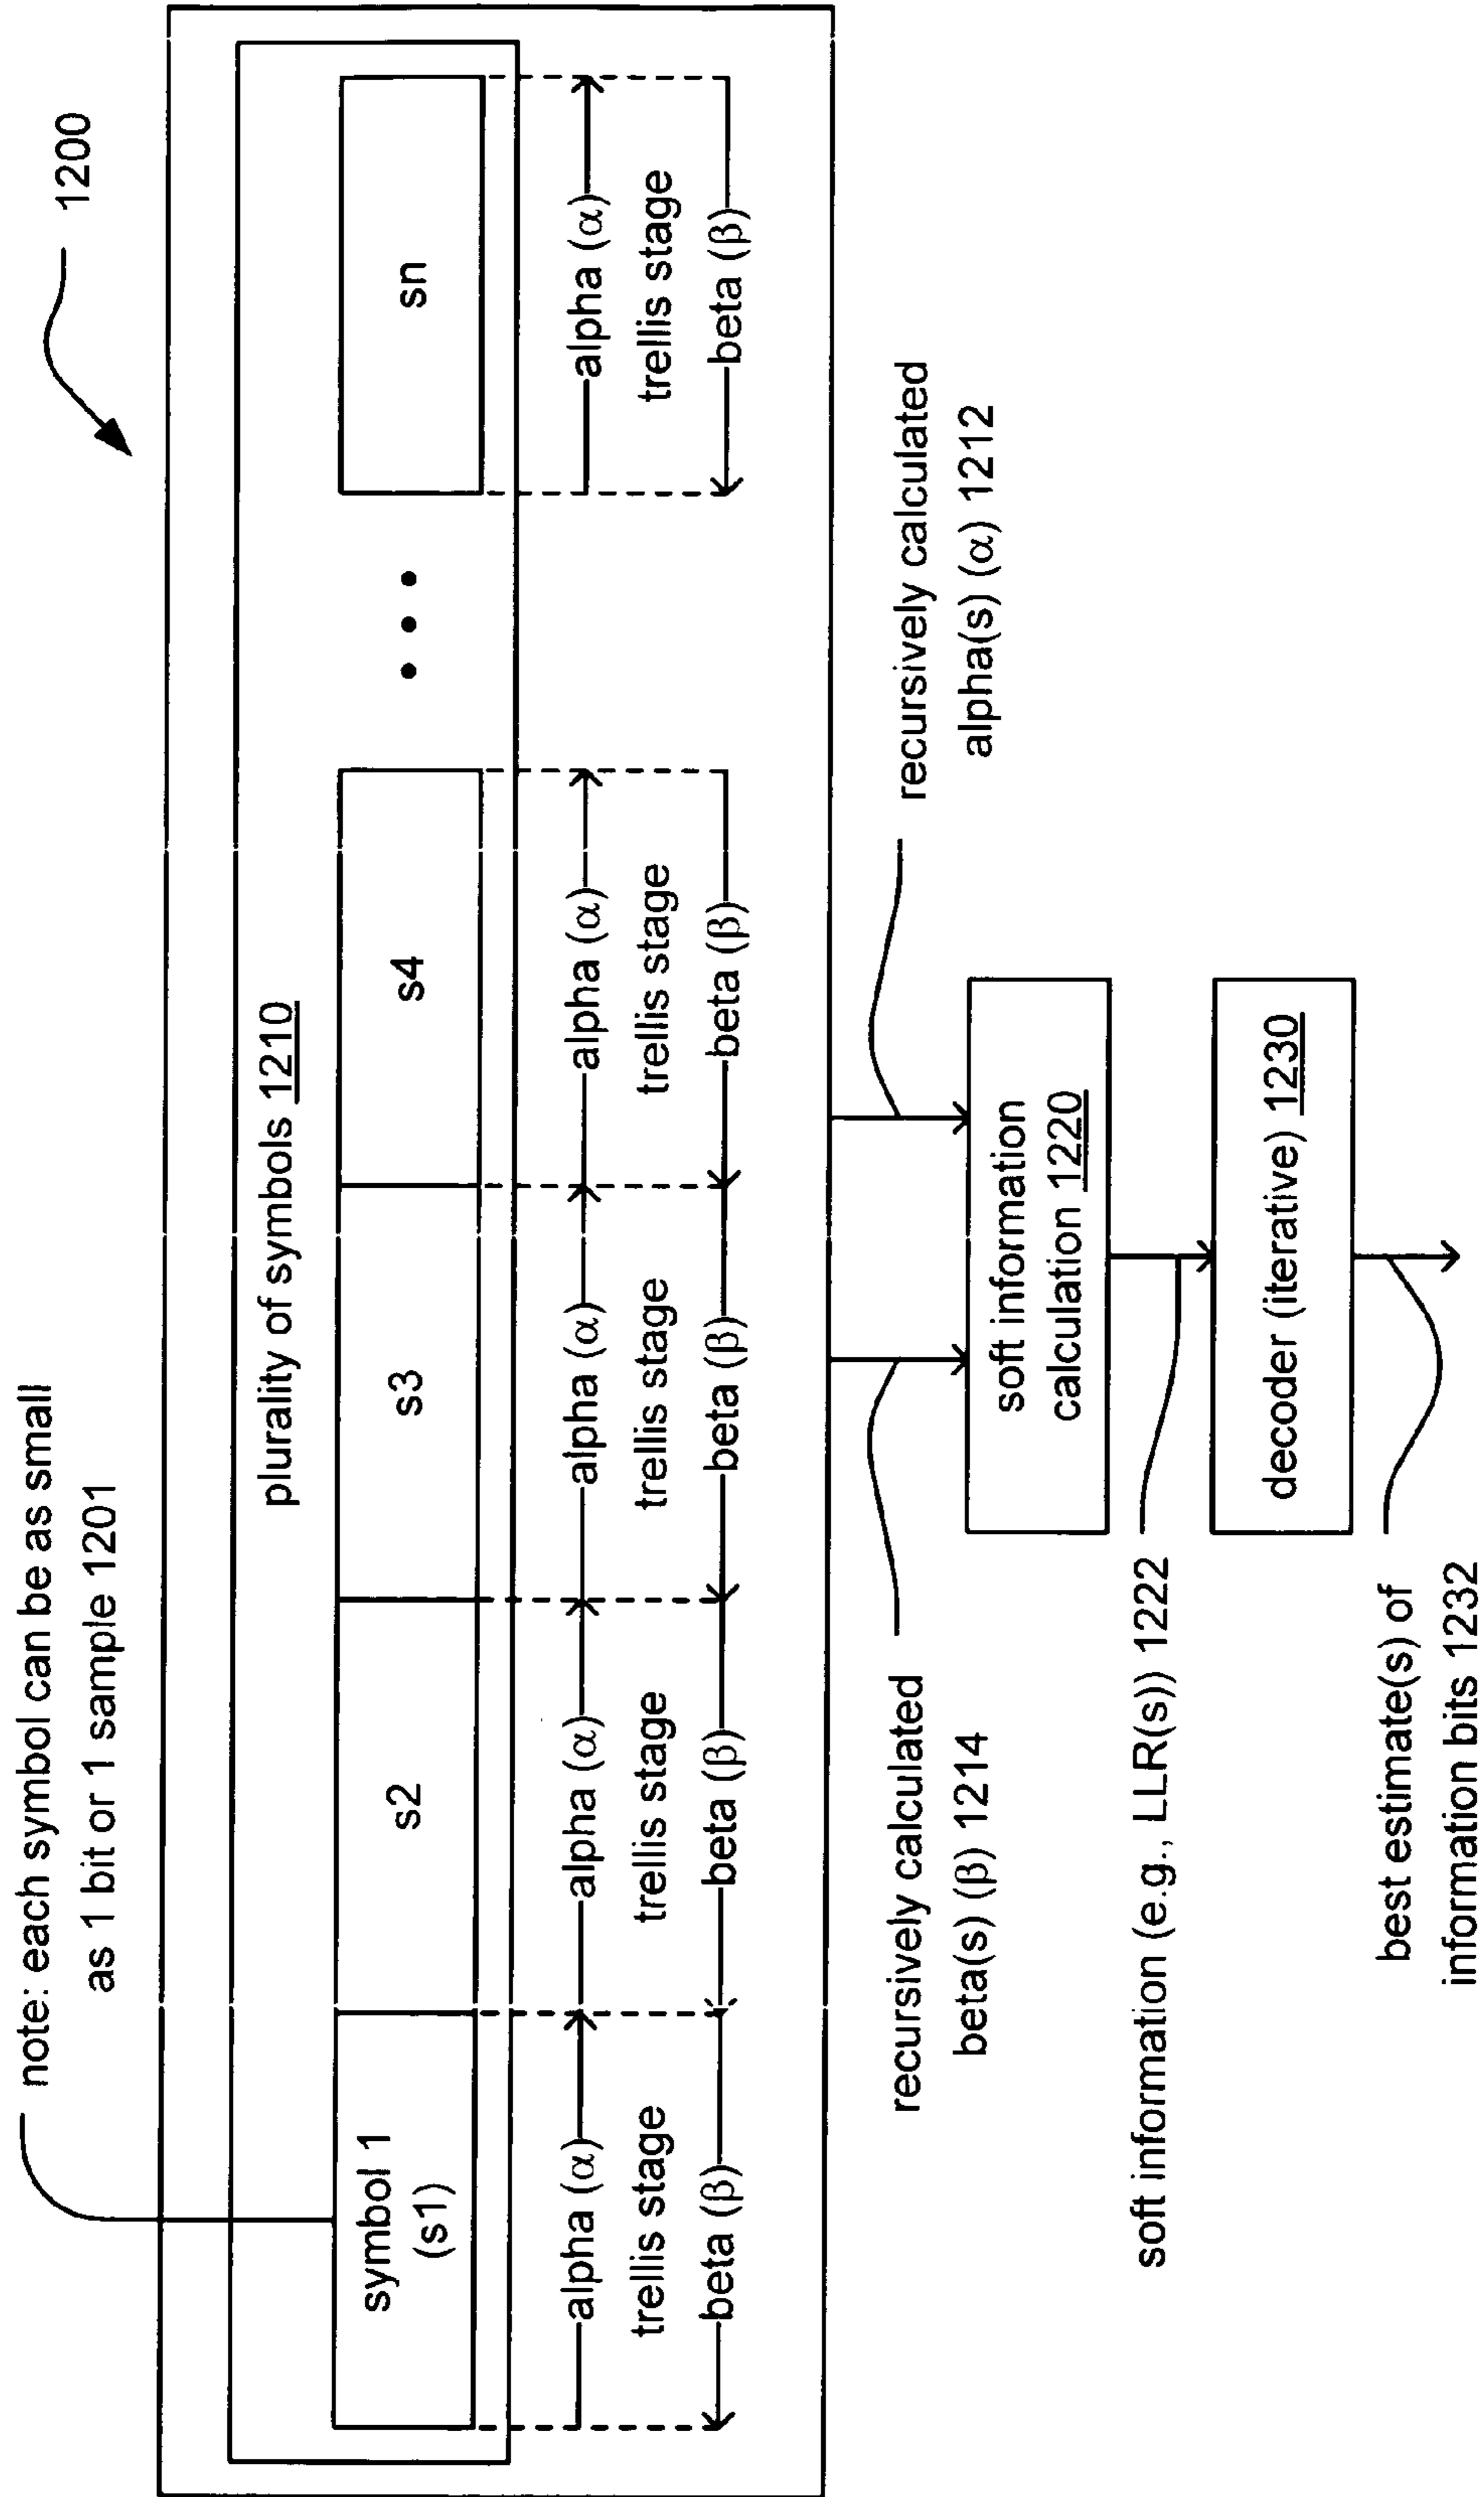 note: each symbol can be as small
as 1 bit or 1 sample 1201
1200
plurality of symbols 1210
symbol 1
(s1)
s2
s3
s4
sn
alpha (α)
alpha (α)
alpha (α)
alpha (α)
alpha (α)
trellis stage
trellis stage
trellis stage
trellis stage
trellis stage
beta (β)
beta (β)
beta (β)
beta (β)
beta (β)
recursively calculated
beta(s) (β) 1214
recursively calculated
alpha(s) (α) 1212
soft information
calculation 1220
soft information (e.g., LLR(s)) 1222
decoder (iterative) 1230
best estimate(s) of
information bits 1232